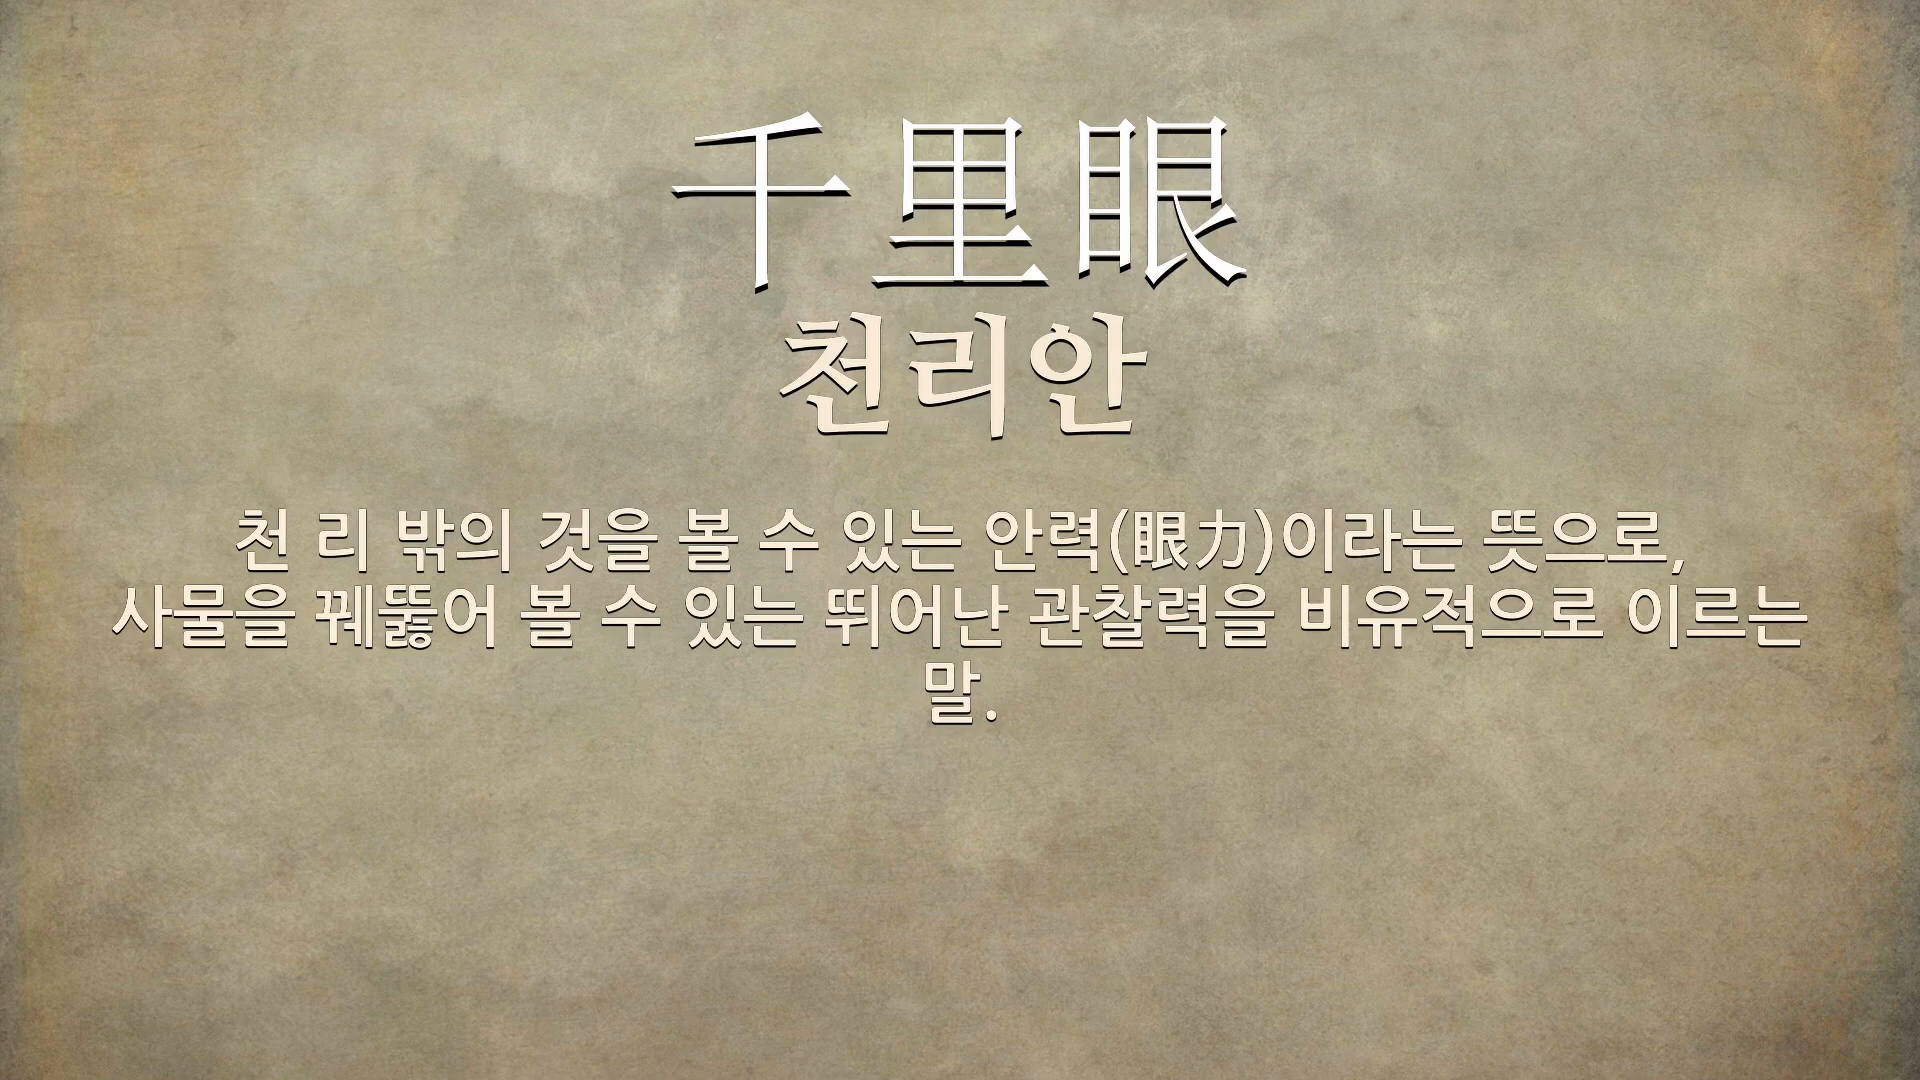 千里眼
천리안
천 리 밖의 것을 볼 수 있는 안력(眼力)이라는 뜻으로,
사물을 꿰뚫어 볼 수 있는 뛰어난 관찰력을 비유적으로 이르는
말.